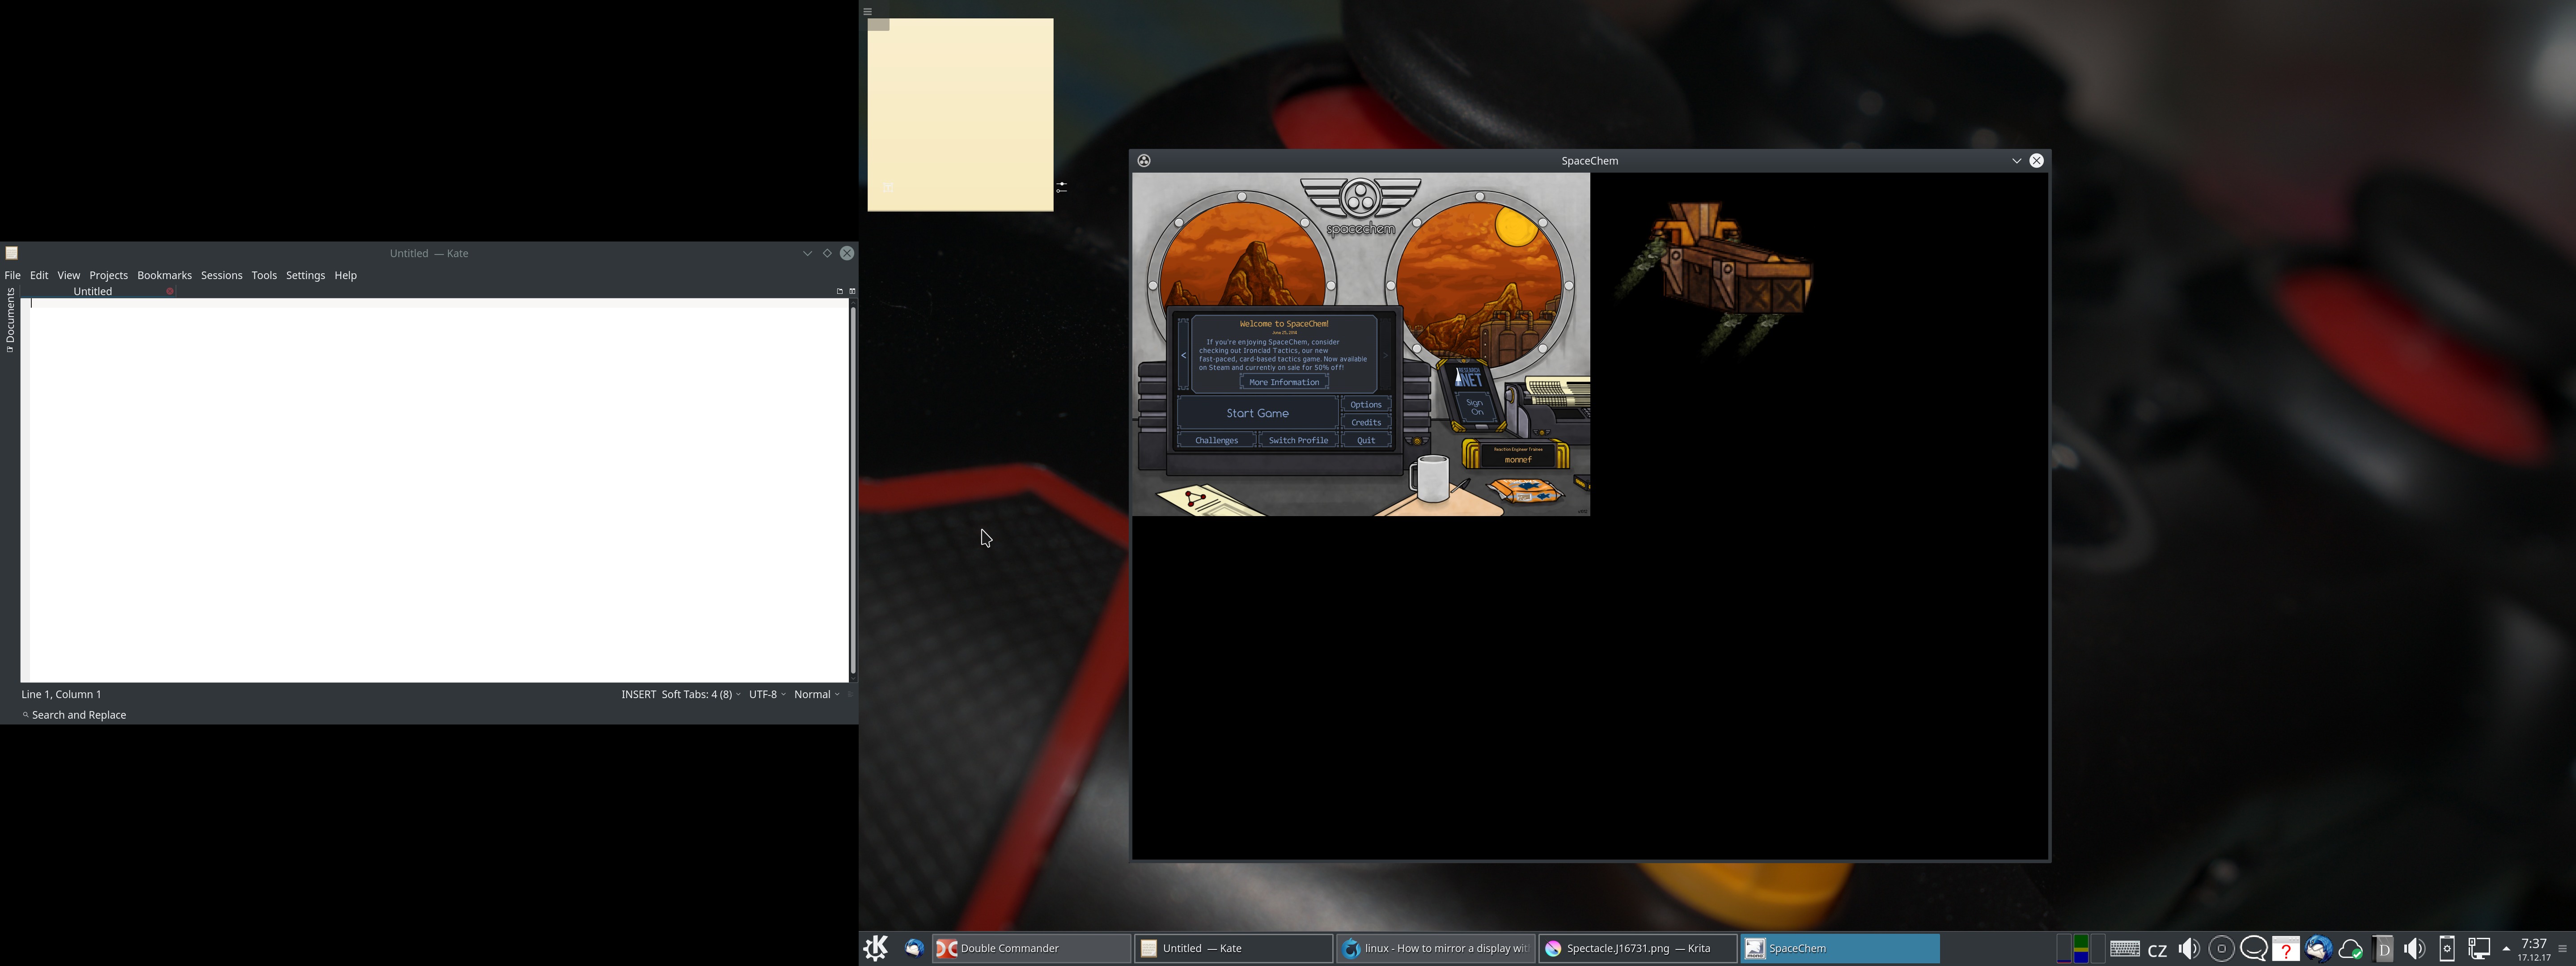 Untitled — Kate
File Edit View Projects Bookmarks Sessions Tools Settings Help
Untitled
Documents
Line 1, Column 1
INSERT Soft Tabs: 4 (8) UTF-8 Normal
Search and Replace
SpaceChem
spacechem
Welcome to SpaceChem!
June 25, 2014
If you're enjoying SpaceChem, consider
checking out Ironclad Tactics, our new
fast-paced, card-based tactics game. Now available
on Steam and currently on sale for 50% off!
< >
More Information
Start Game
Options
Credits
Challenges
Switch Profile
Quit
RESEARCH
NET
Sign
On
Reaction Engineer Trainee
monnef
Double Commander
Untitled — Kate
linux - How to mirror a display wit
Spectacle.J16731.png — Krita
SpaceChem
CZ
D
7:37
17.12.17